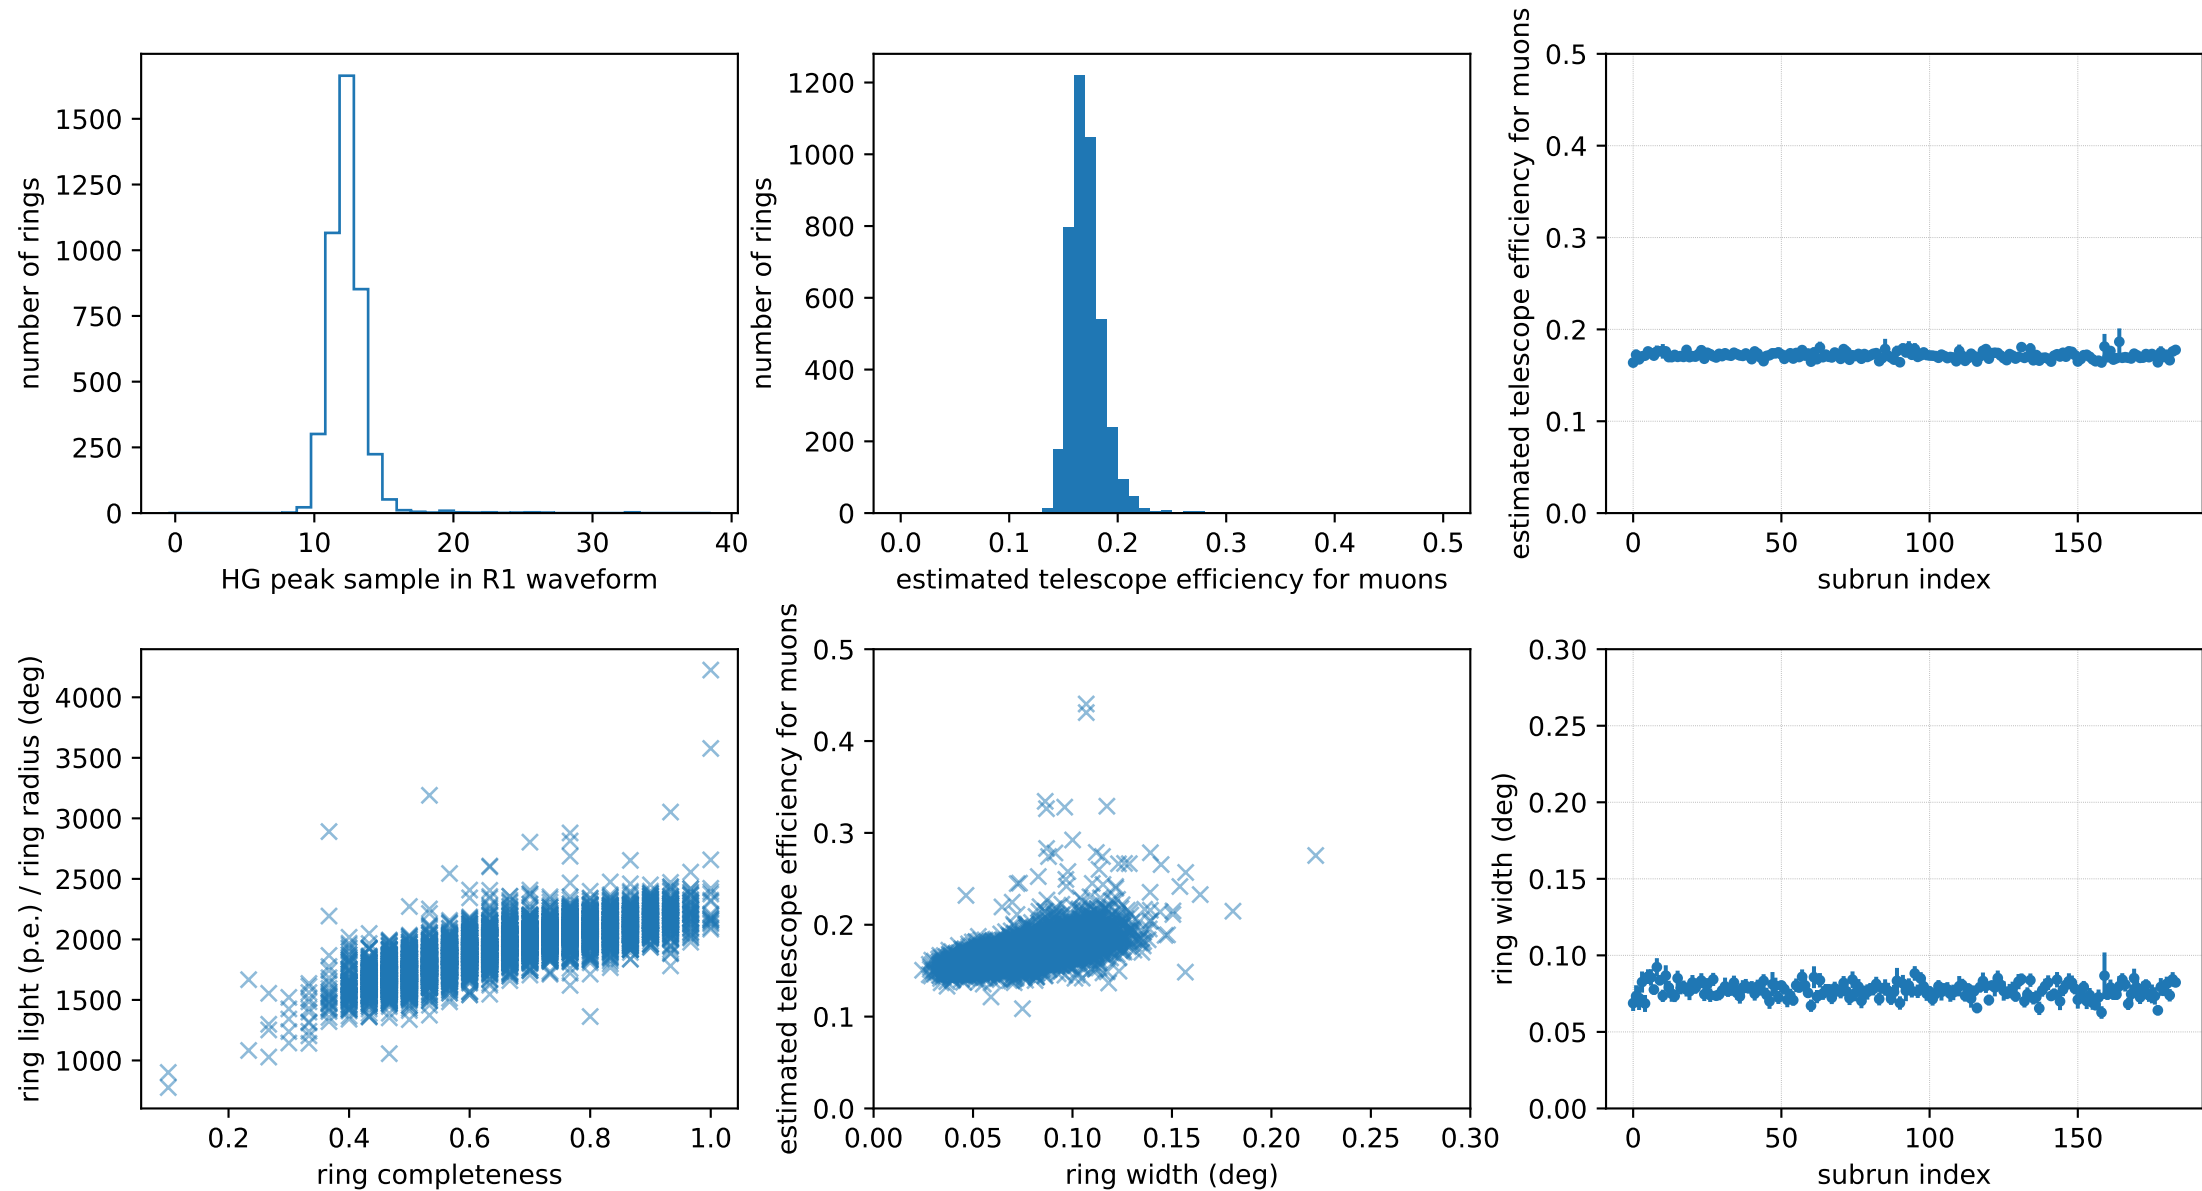 number of rings
1500
1250
1000
750
500
250
0
0 10 20 30 40
HG peak sample in R1 waveform
number of rings
1200
1000
800
600
400
200
0
0.0 0.1 0.2 0.3 0.4 0.5
estimated telescope efficiency for muons
estimated telescope efficiency for muons
0.5
0.4
0.3
0.2
0.1
0.0
0 50 100 150
subrun index
ring light (p.e.) / ring radius (deg)
4000
3500
3000
2500
2000
1500
1000
0.2 0.4 0.6 0.8 1.0
ring completeness
estimated telescope efficiency for muons
0.5
0.4
0.3
0.2
0.1
0.0
0.00 0.05 0.10 0.15 0.20 0.25 0.30
ring width (deg)
ring width (deg)
0.30
0.25
0.20
0.15
0.10
0.05
0.00
0 50 100 150
subrun index